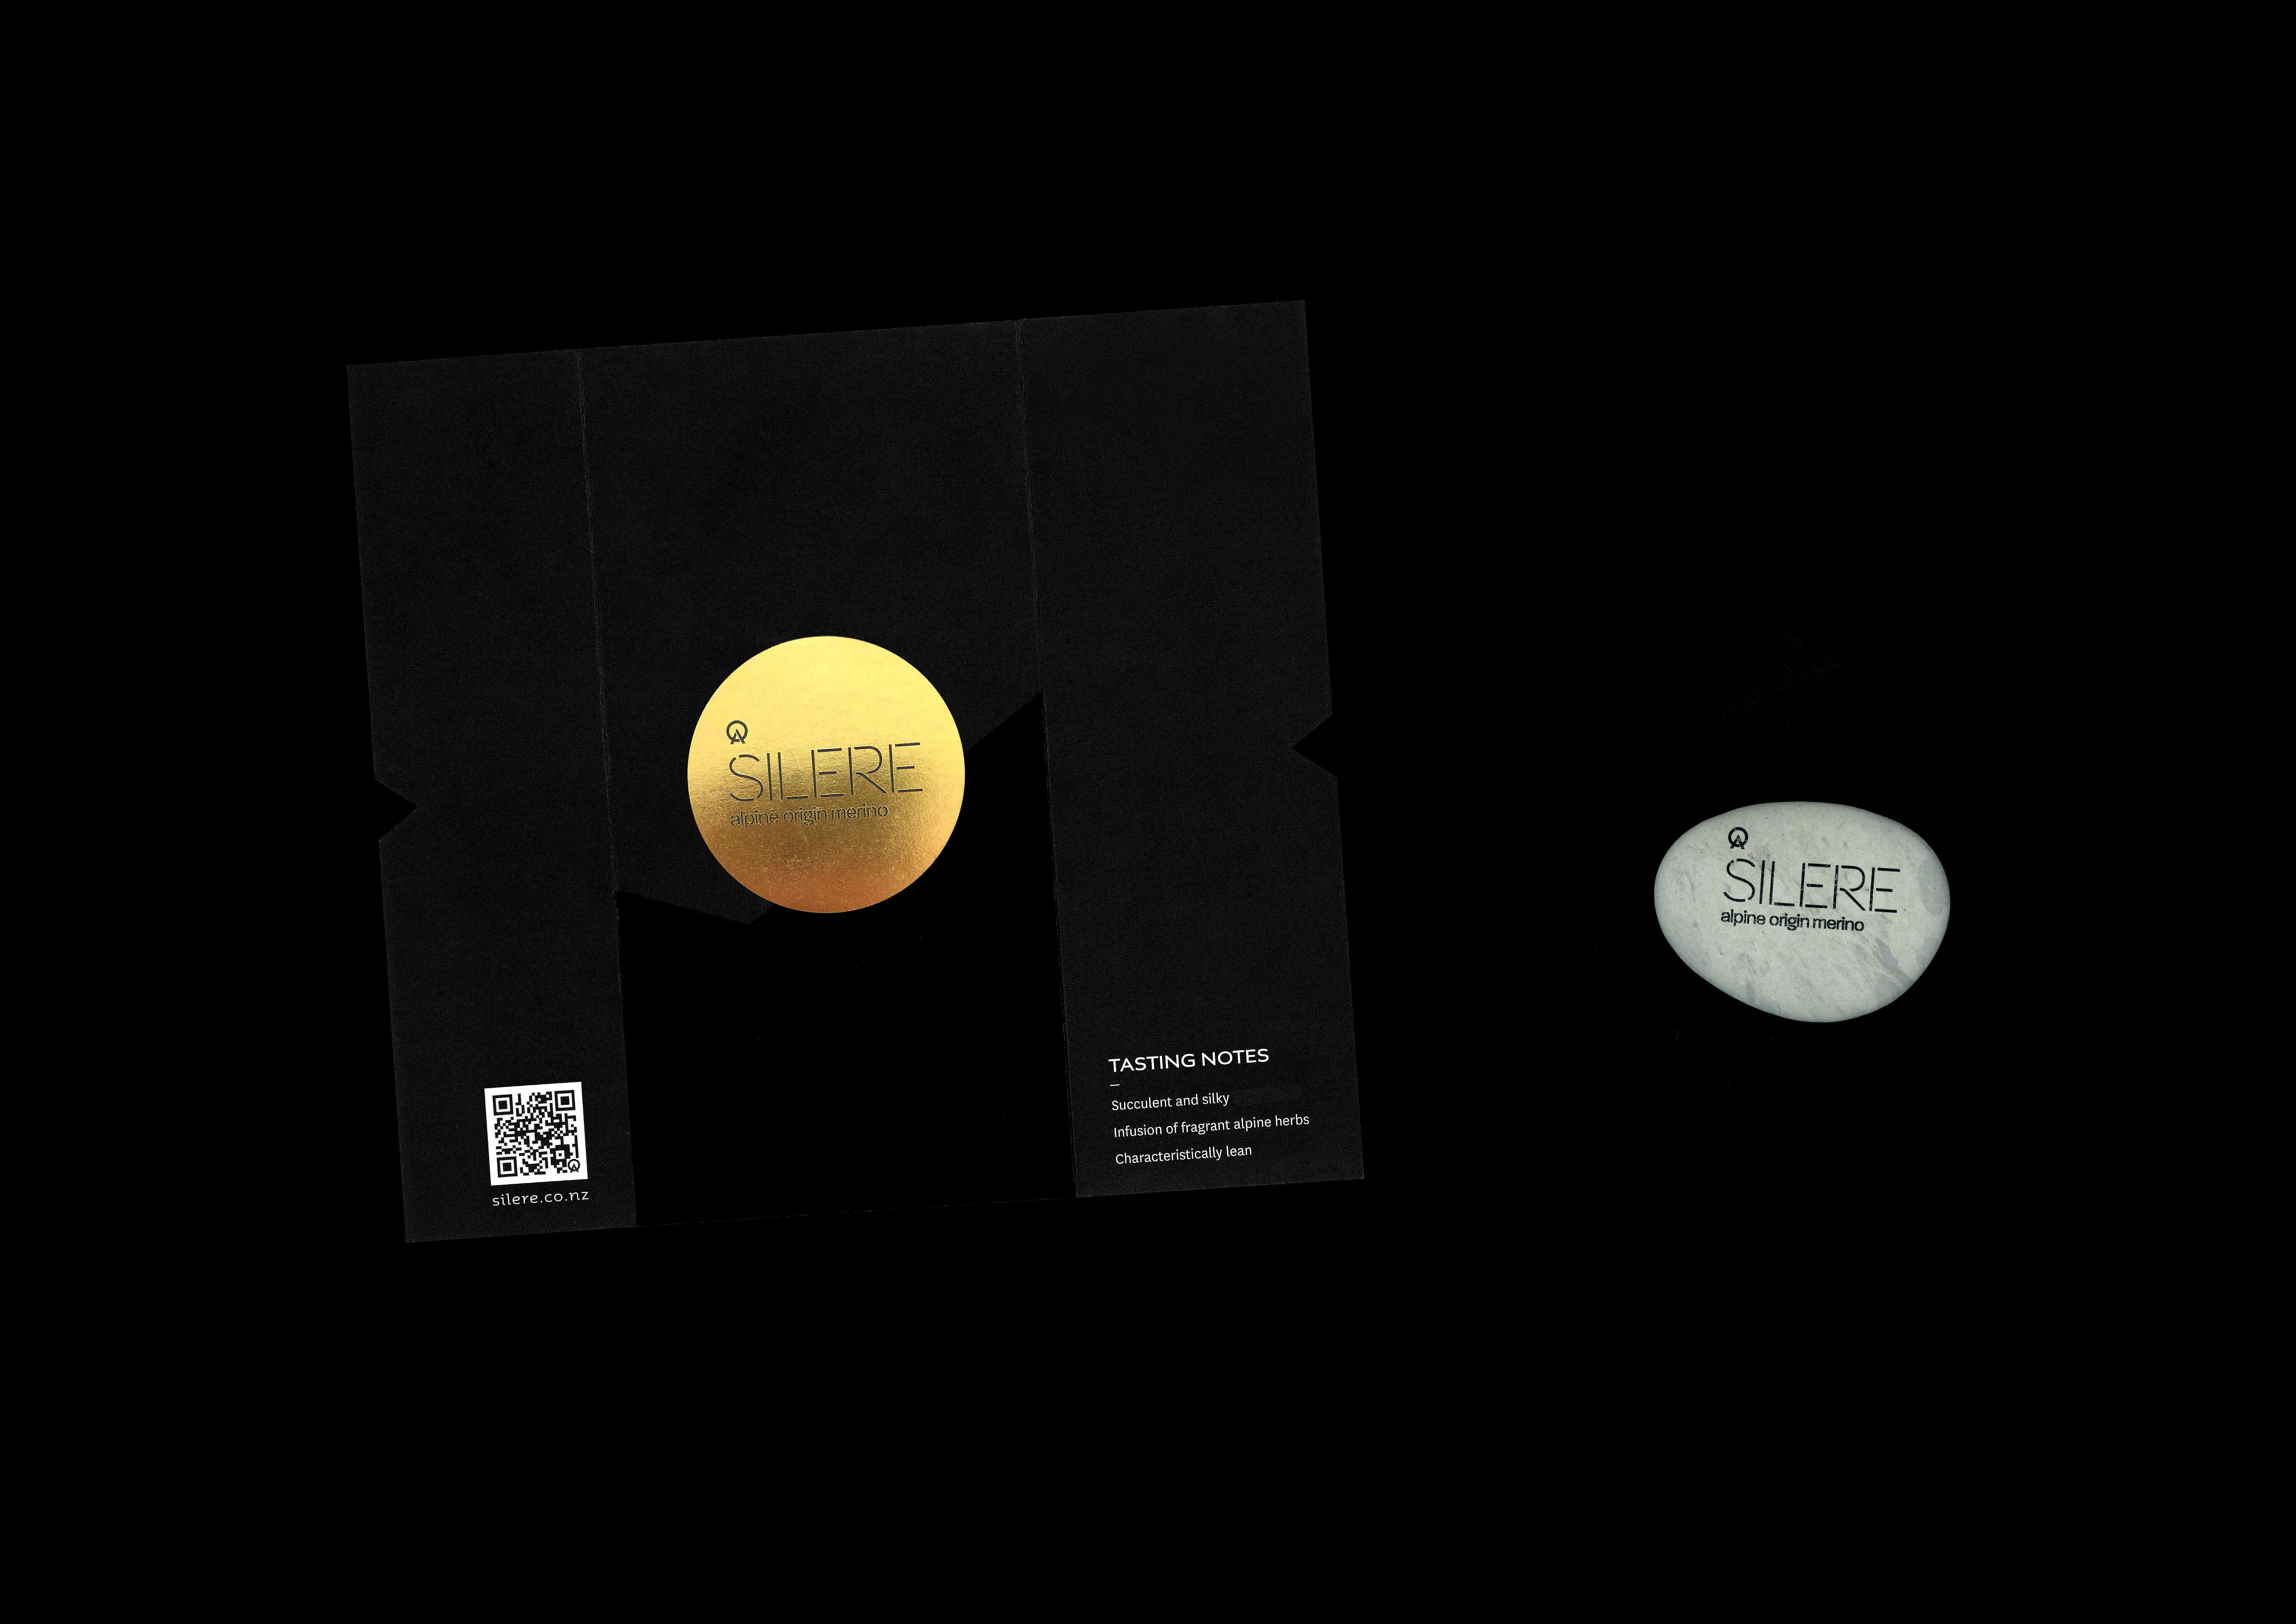 SILERE
alpine origin merino
silere.co.nz
TASTING NOTES
Succulent and silky
Infusion of fragrant alpine herbs
Characteristically lean
SILERE
alpine origin merino